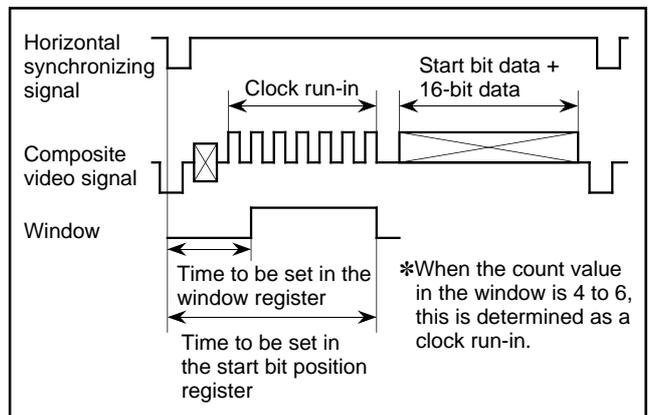 Horizontal
synchronizing
signal
Clock run-in
Start bit data +
16-bit data
Composite
video signal
Window
Time to be set in the
window register
Time to be set in
the start bit position
register
✻When the count value
in the window is 4 to 6,
this is determined as a
clock run-in.